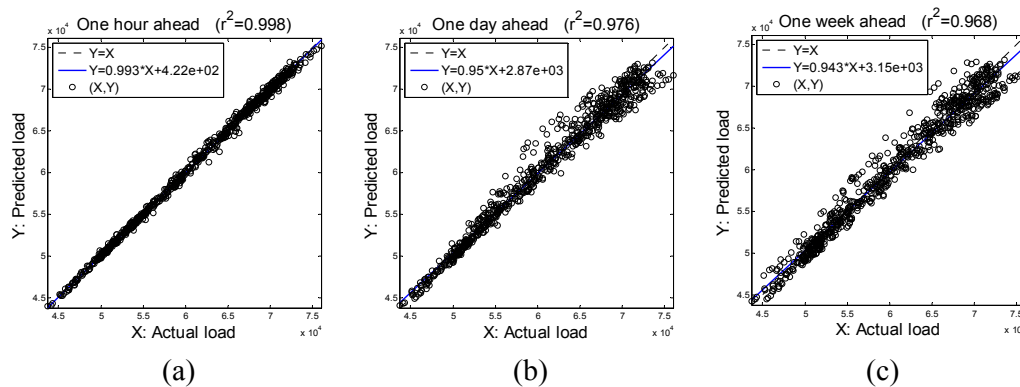 One hour ahead (r²=0.998)
x 10⁴
7.5
7
6.5
6
5.5
5
4.5
Y: Predicted load
Y=X
Y=0.993*X+4.22e+02
(X,Y)
4.5 5 5.5 6 6.5 7 7.5
x 10⁴
X: Actual load
(a)
One day ahead (r²=0.976)
x 10⁴
7.5
7
6.5
6
5.5
5
4.5
Y: Predicted load
Y=X
Y=0.95*X+2.87e+03
(X,Y)
4.5 5 5.5 6 6.5 7 7.5
x 10⁴
X: Actual load
(b)
One week ahead (r²=0.968)
x 10⁴
7.5
7
6.5
6
5.5
5
4.5
Y: Predicted load
Y=X
Y=0.943*X+3.15e+03
(X,Y)
4.5 5 5.5 6 6.5 7 7.5
x 10⁴
X: Actual load
(c)